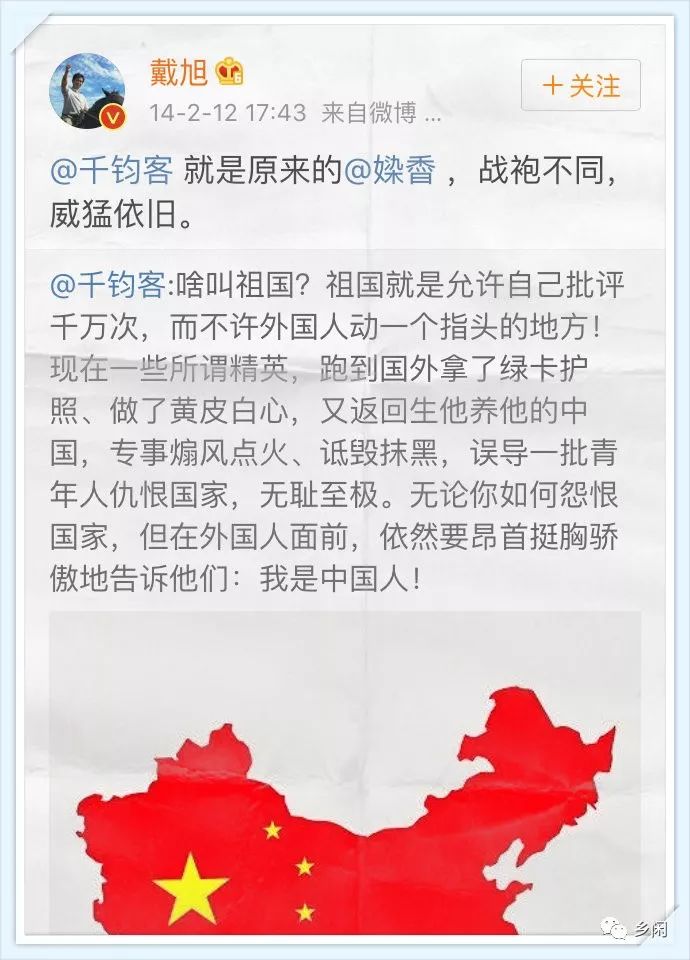 戴旭
+关注
14-2-12 17:43 来自微博 ...
@千钧客 就是原来的@婝香 ，战袍不同，
威猛依旧。
@千钧客:啥叫祖国？祖国就是允许自己批评
千万次，而不许外国人动一个指头的地方！
现在一些所谓精英，跑到国外拿了绿卡护
照、做了黄皮白心，又返回生他养他的中
国，专事煽风点火、诋毁抹黑，误导一批青
年人仇恨国家，无耻至极。无论你如何怨恨
国家，但在外国人面前，依然要昂首挺胸骄
傲地告诉他们：我是中国人！
乡闲